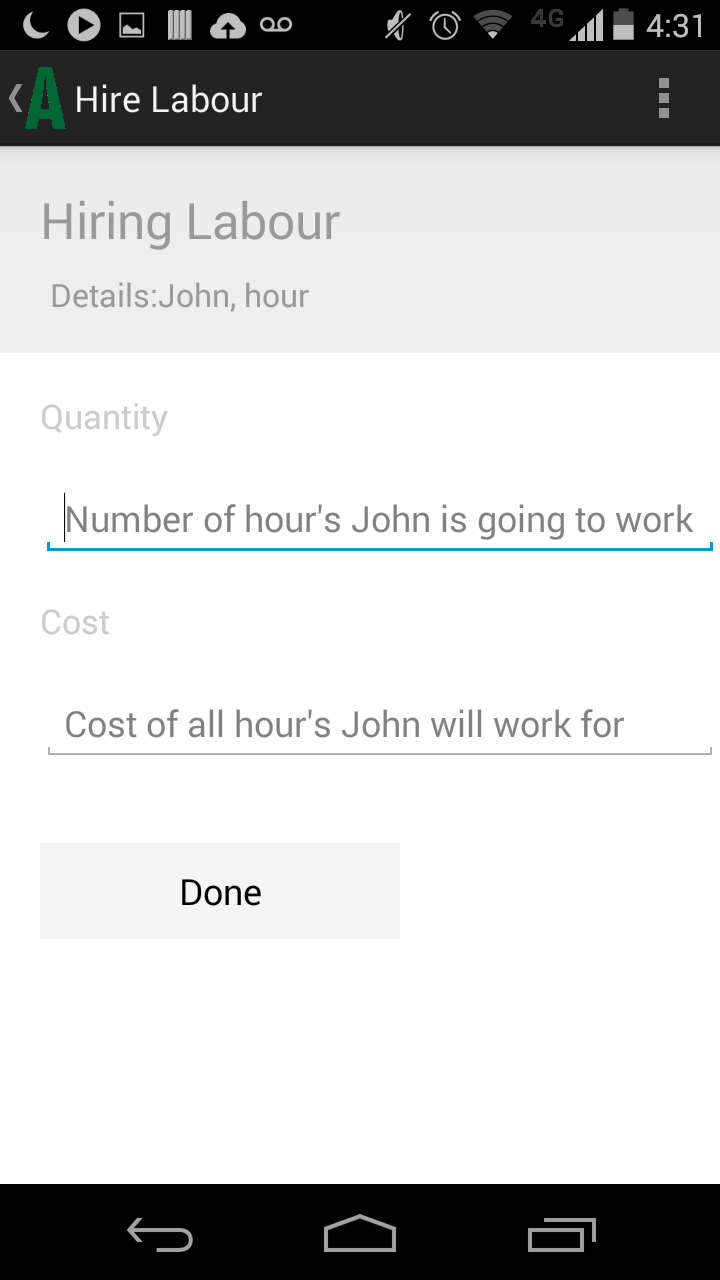 4G 4:31
A Hire Labour
Hiring Labour
Details:John, hour
Quantity
Number of hour's John is going to work
Cost
Cost of all hour's John will work for
Done